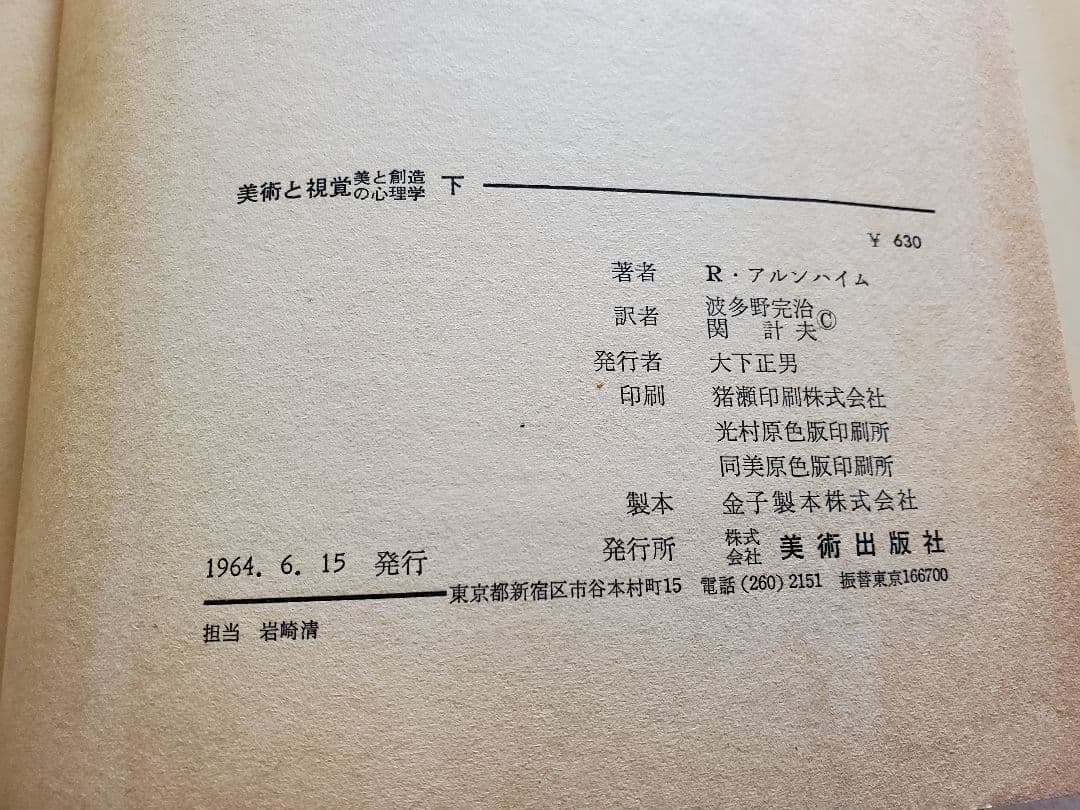 美術と視覚 美と創造の心理学 下
¥ 630
著者 R・アルンハイム
訳者 波多野完治
関 計夫 ©
発行者 大下正男
印刷 猪瀬印刷株式会社
光村原色版印刷所
同美原色版印刷所
製本 金子製本株式会社
1964. 6. 15 発行
発行所 株式会社 美術出版社
東京都新宿区市谷本村町15 電話(260)2151 振替東京166700
担当 岩崎清